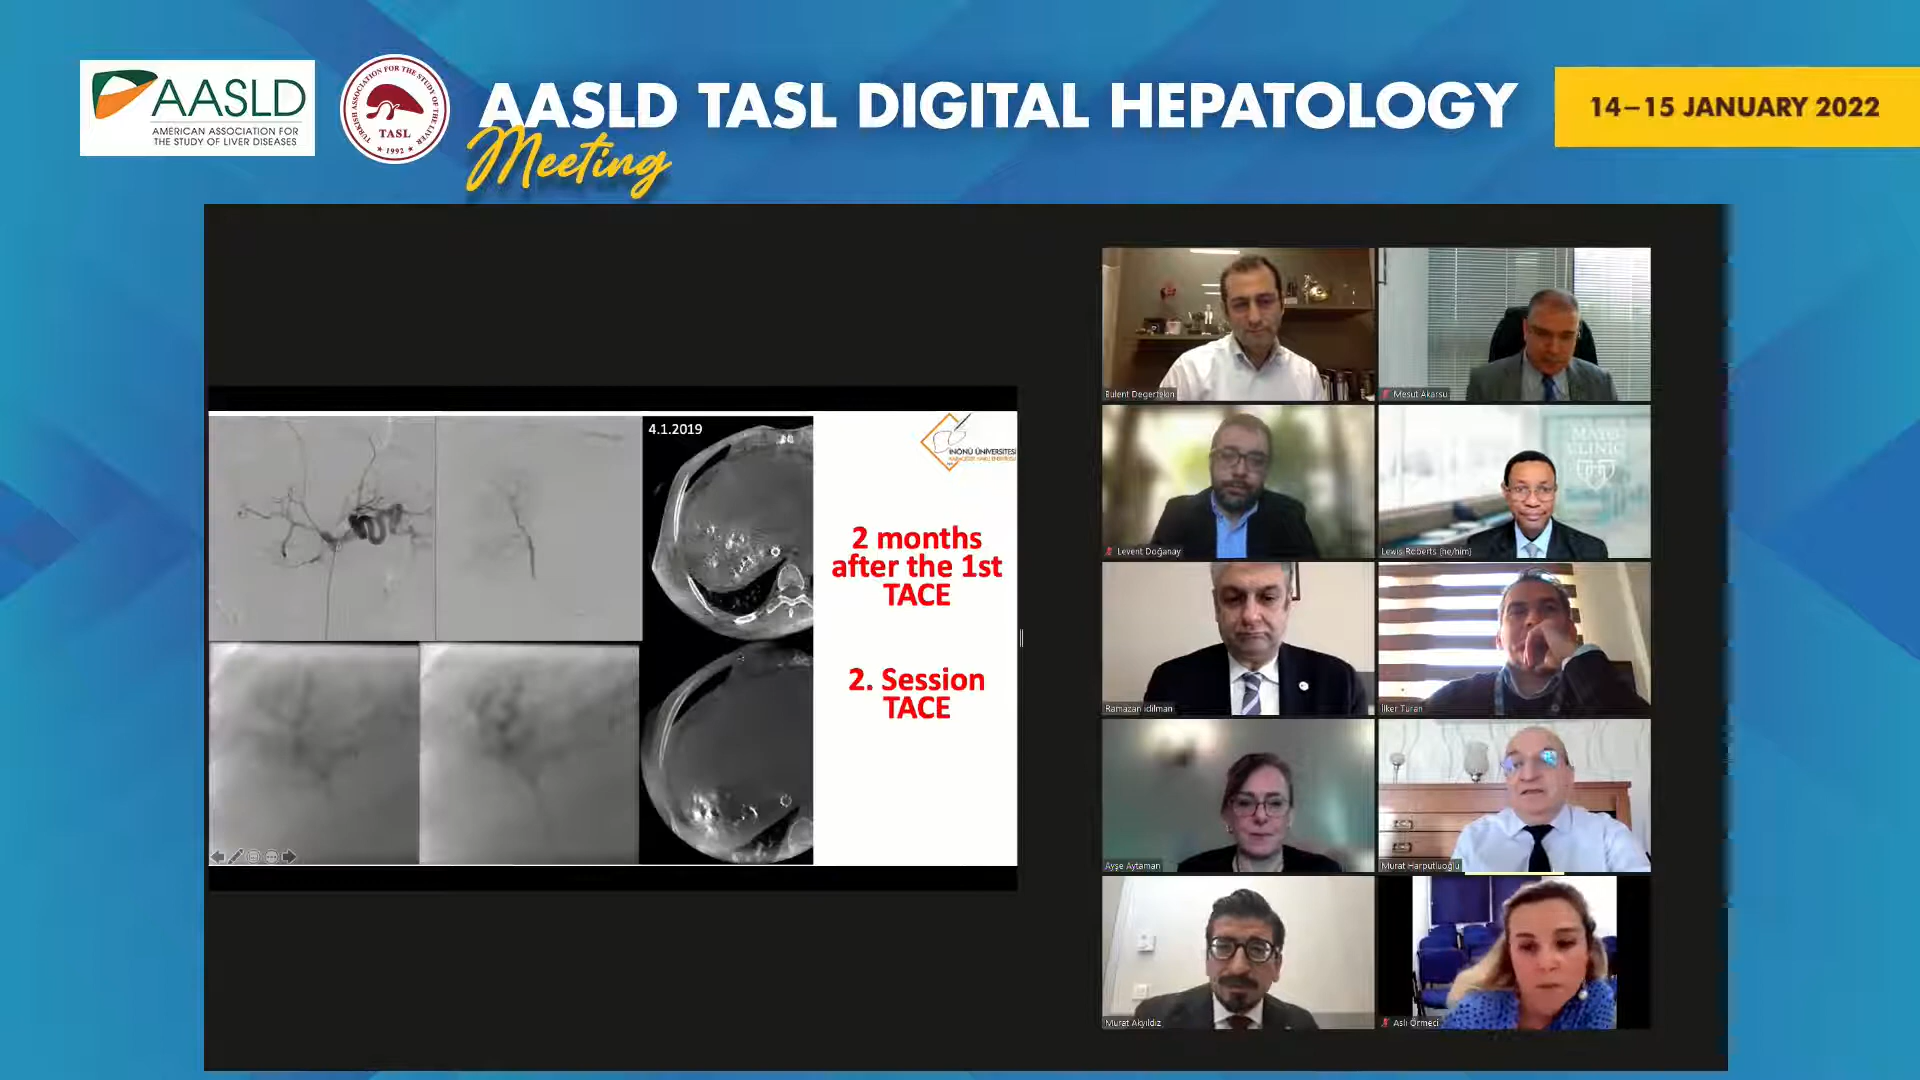 AASLD
AMERICAN ASSOCIATION FOR
THE STUDY OF LIVER DISEASES
TURKISH ASSOCIATION FOR THE STUDY OF THE LIVER
TASL
1992
AASLD TASL DIGITAL HEPATOLOGY
Meeting
14–15 JANUARY 2022
4.1.2019
İNÖNÜ ÜNİVERSİTESİ
2 months
after the 1st
TACE
2. Session
TACE
Bulent Degertekin
Mesut Akarsu
Levent Doğanay
MAYO
CLINIC
Lewis Roberts (he/him)
Ramazan idilman
İlker Turan
Ayşe Aytaman
Murat Harputluoğlu
Murat Akyıldız
Aslı Örmeci